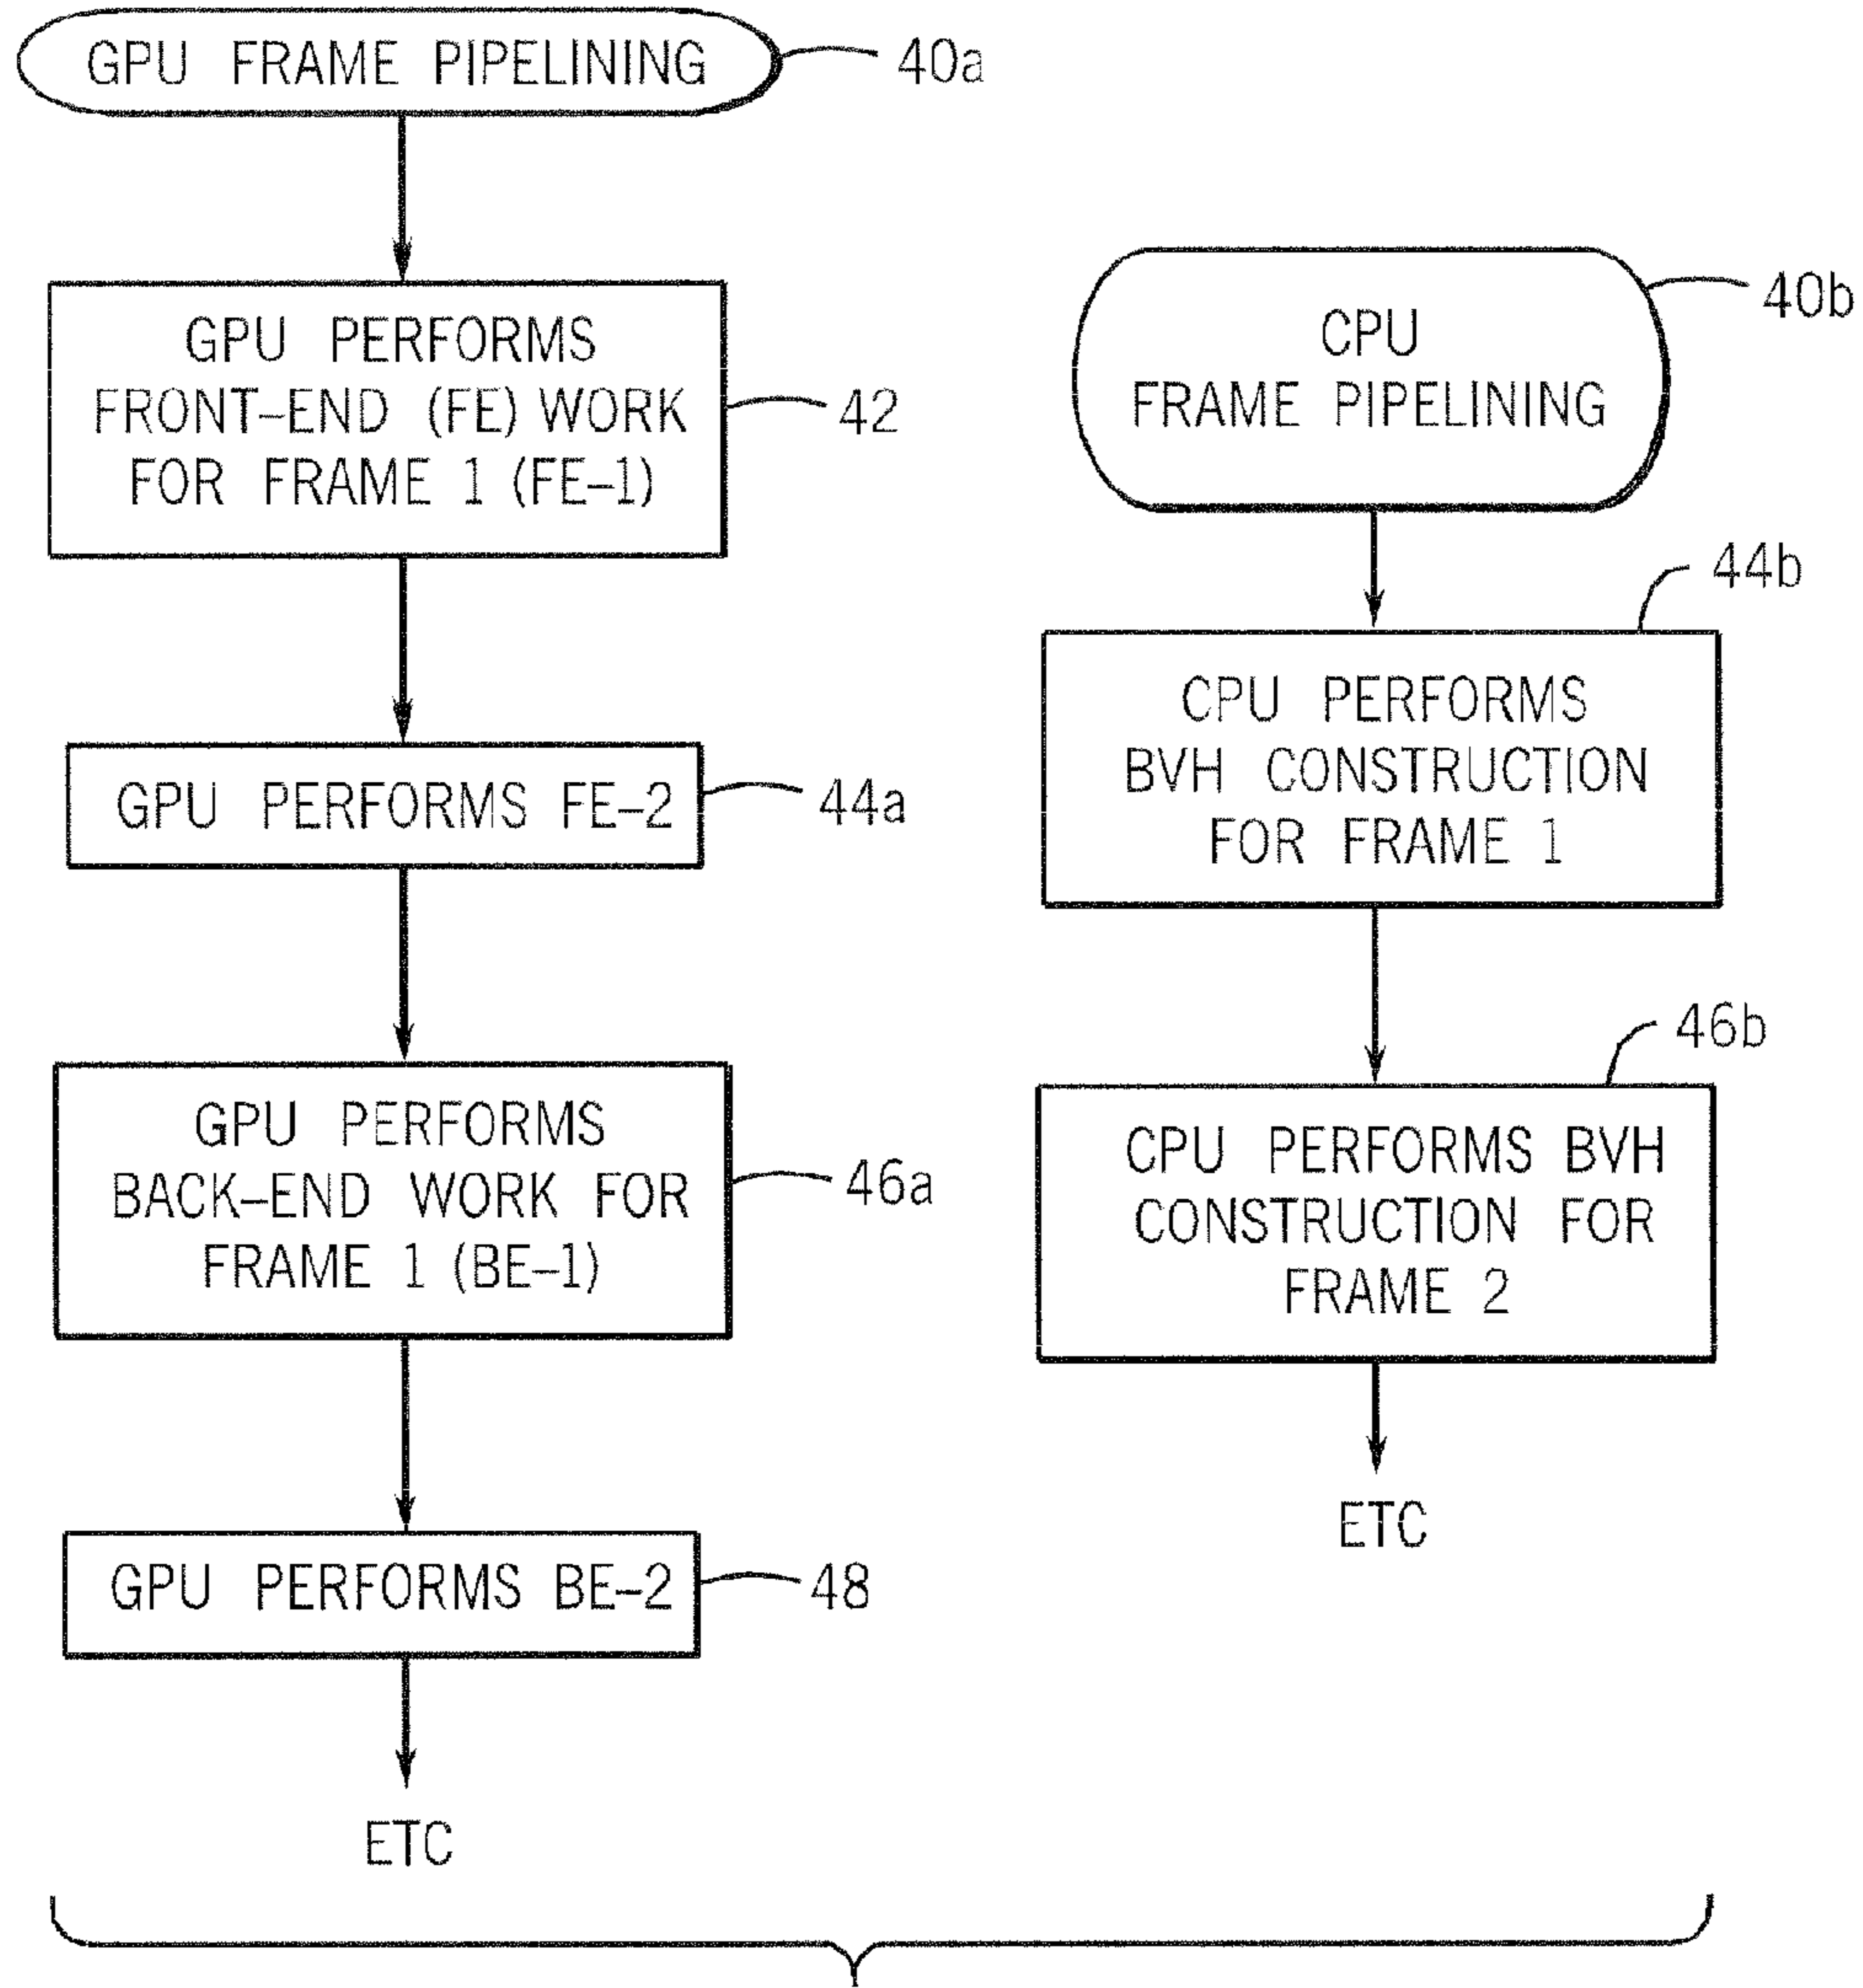 GPU FRAME PIPELINING
40a
GPU PERFORMS
FRONT-END (FE) WORK
FOR FRAME 1 (FE-1)
42
GPU PERFORMS FE-2
44a
GPU PERFORMS
BACK-END WORK FOR
FRAME 1 (BE-1)
46a
GPU PERFORMS BE-2
48
ETC
CPU
FRAME PIPELINING
40b
44b
CPU PERFORMS
BVH CONSTRUCTION
FOR FRAME 1
46b
CPU PERFORMS BVH
CONSTRUCTION FOR
FRAME 2
ETC